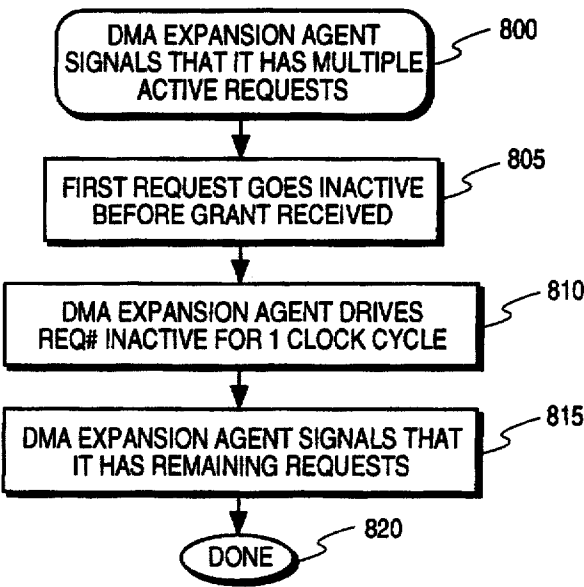 DMA EXPANSION AGENT
SIGNALS THAT IT HAS MULTIPLE
ACTIVE REQUESTS
800
FIRST REQUEST GOES INACTIVE
BEFORE GRANT RECEIVED
805
DMA EXPANSION AGENT DRIVES
REQ# INACTIVE FOR 1 CLOCK CYCLE
810
DMA EXPANSION AGENT SIGNALS THAT
IT HAS REMAINING REQUESTS
815
DONE
820